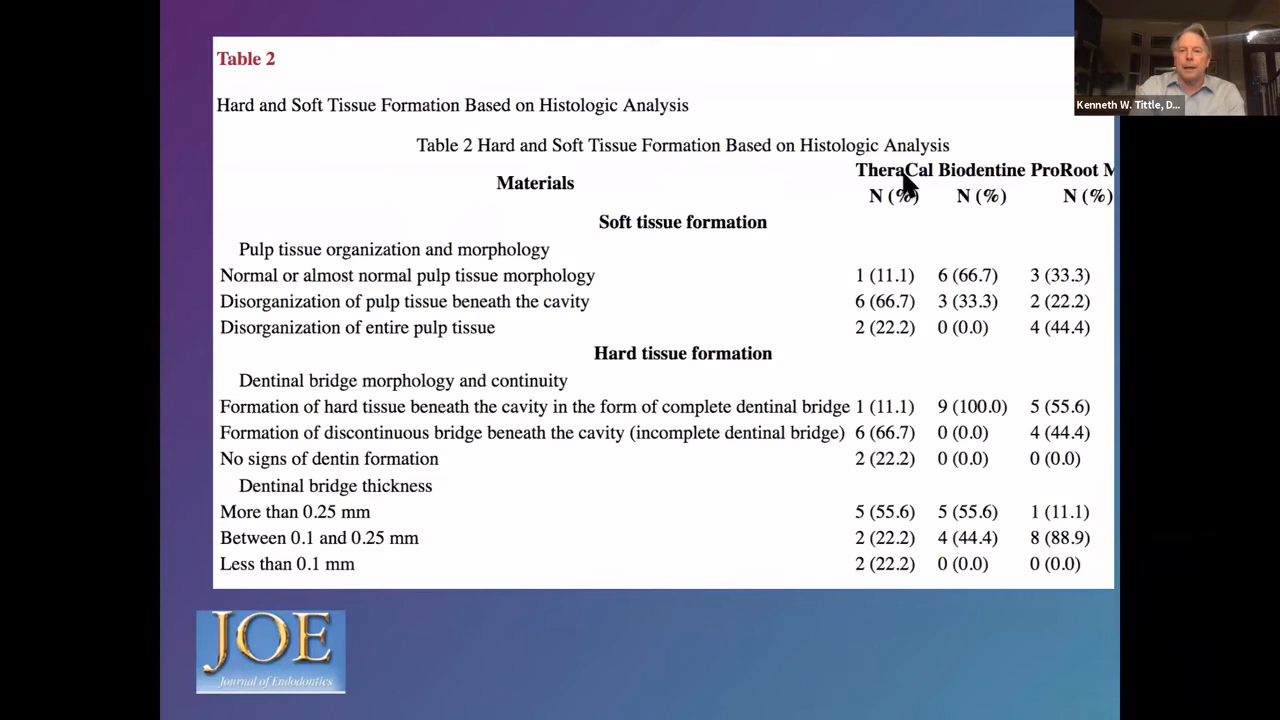 Table 2
Kenneth W. Tittle, D...
Hard and Soft Tissue Formation Based on Histologic Analysis
Table 2 Hard and Soft Tissue Formation Based on Histologic Analysis
Materials TheraCal Biodentine ProRoot M
N (%) N (%) N (%)
Soft tissue formation
Pulp tissue organization and morphology
Normal or almost normal pulp tissue morphology 1 (11.1) 6 (66.7) 3 (33.3)
Disorganization of pulp tissue beneath the cavity 6 (66.7) 3 (33.3) 2 (22.2)
Disorganization of entire pulp tissue 2 (22.2) 0 (0.0) 4 (44.4)
Hard tissue formation
Dentinal bridge morphology and continuity
Formation of hard tissue beneath the cavity in the form of complete dentinal bridge 1 (11.1) 9 (100.0) 5 (55.6)
Formation of discontinuous bridge beneath the cavity (incomplete dentinal bridge) 6 (66.7) 0 (0.0) 4 (44.4)
No signs of dentin formation 2 (22.2) 0 (0.0) 0 (0.0)
Dentinal bridge thickness
More than 0.25 mm 5 (55.6) 5 (55.6) 1 (11.1)
Between 0.1 and 0.25 mm 2 (22.2) 4 (44.4) 8 (88.9)
Less than 0.1 mm 2 (22.2) 0 (0.0) 0 (0.0)
JOE
Journal of Endodontics